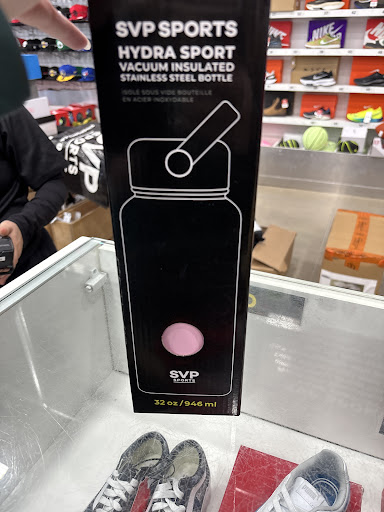 SVP SPORTS
HYDRA SPORT
VACUUM INSULATED
STAINLESS STEEL BOTTLE
ISOLÉ SOUS VIDE BOUTEILLE
EN ACIER INOXYDABLE
SVP
SPORTS
32 oz / 946 ml
SVP